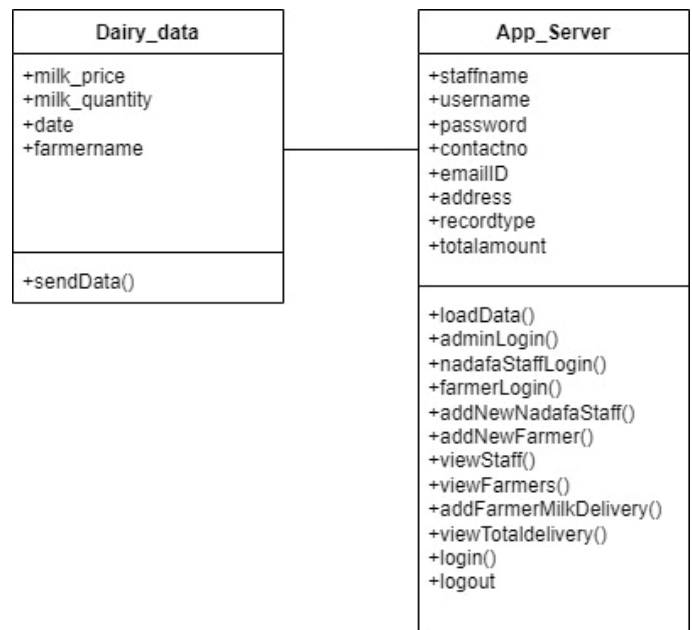 Dairy_data
+milk_price
+milk_quantity
+date
+farmername
+sendData()
App_Server
+staffname
+username
+password
+contactno
+emailID
+address
+recordtype
+totalamount
+loadData()
+adminLogin()
+nadafaStaffLogin()
+farmerLogin()
+addNewNadafaStaff()
+addNewFarmer()
+viewStaff()
+viewFarmers()
+addFarmerMilkDelivery()
+viewTotaldelivery()
+login()
+logout